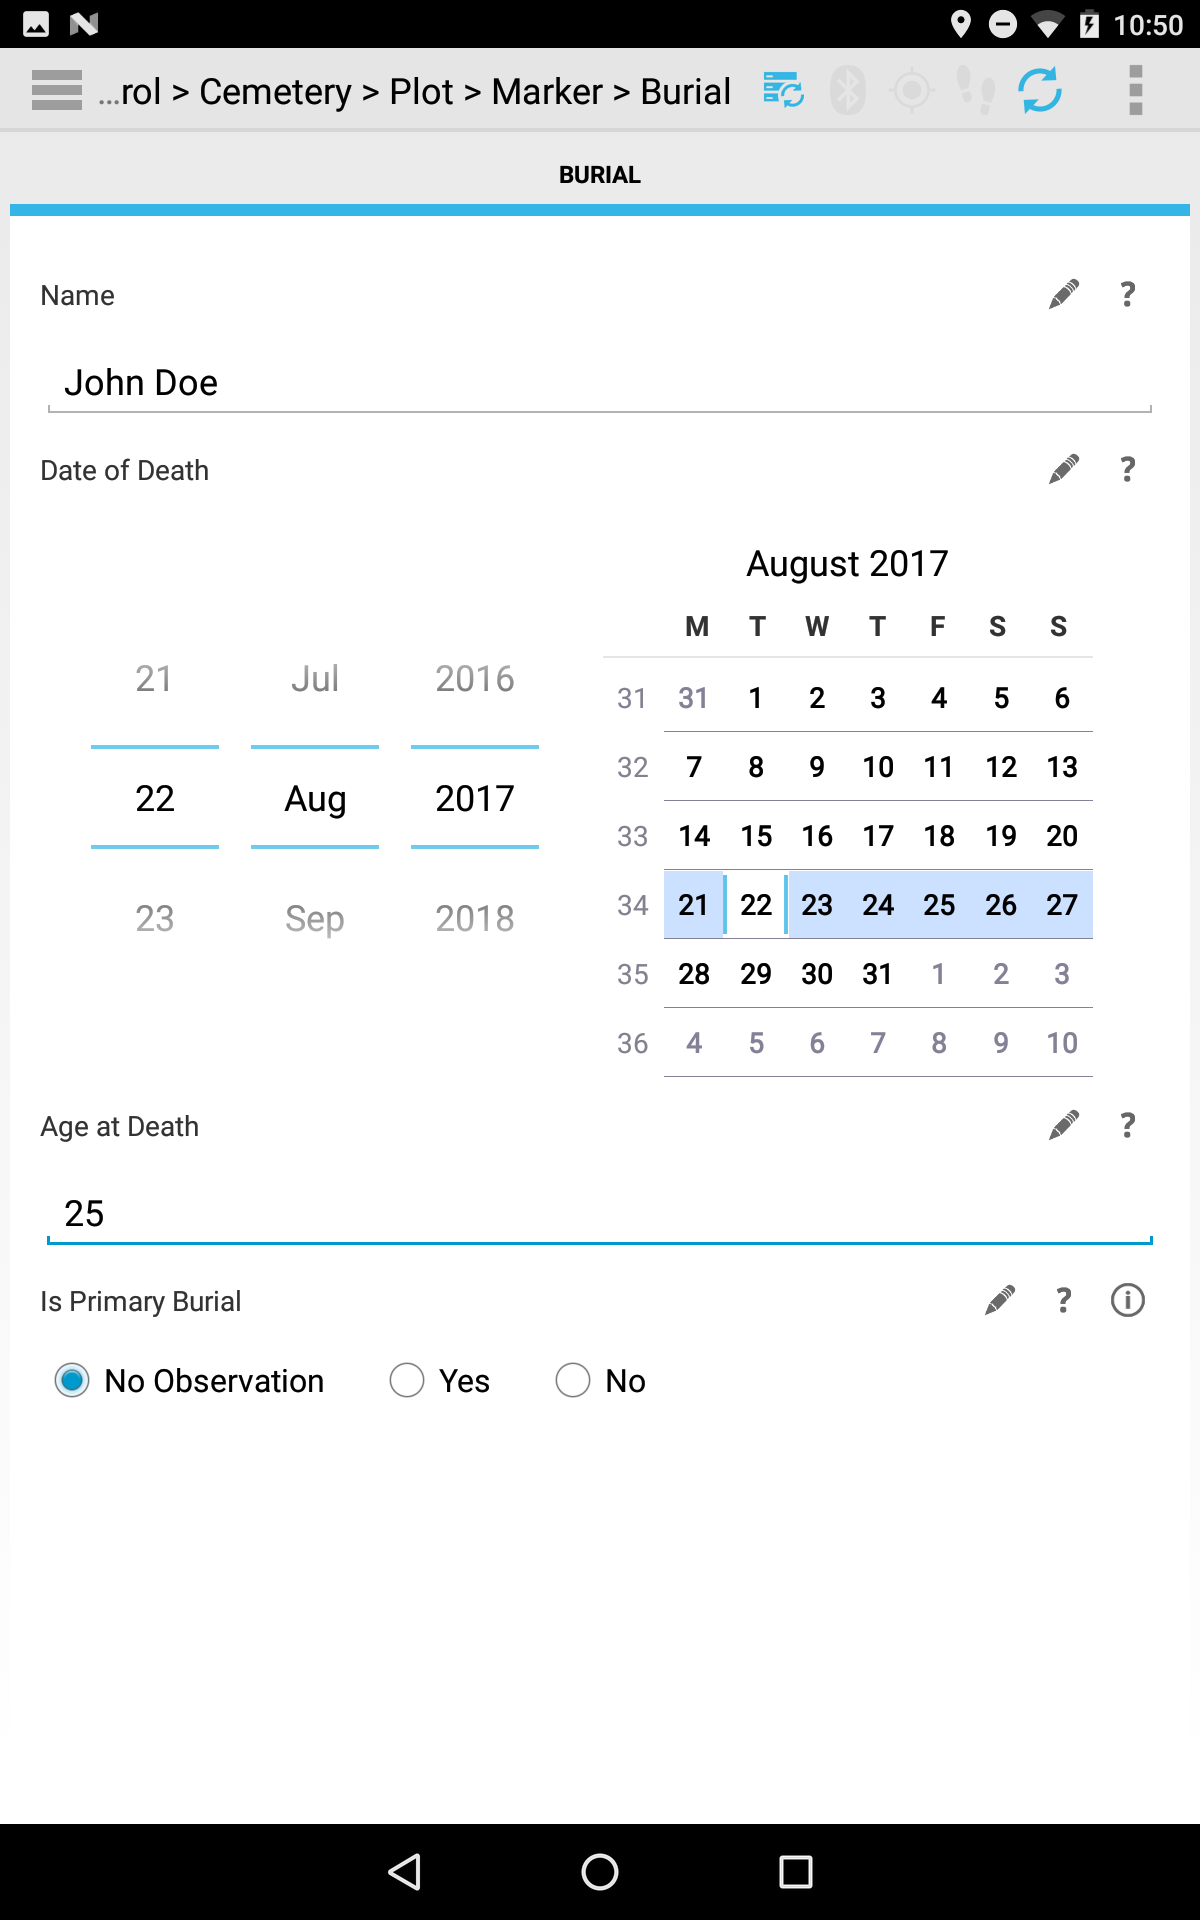 10:50
...rol > Cemetery > Plot > Marker > Burial
BURIAL
Name
?
John Doe
Date of Death
?
21 Jul 2016
22 Aug 2017
23 Sep 2018
August 2017
M T W T F S S
31 31 1 2 3 4 5 6
32 7 8 9 10 11 12 13
33 14 15 16 17 18 19 20
34 21 22 23 24 25 26 27
35 28 29 30 31 1 2 3
36 4 5 6 7 8 9 10
Age at Death
?
25
Is Primary Burial
?
No Observation Yes No